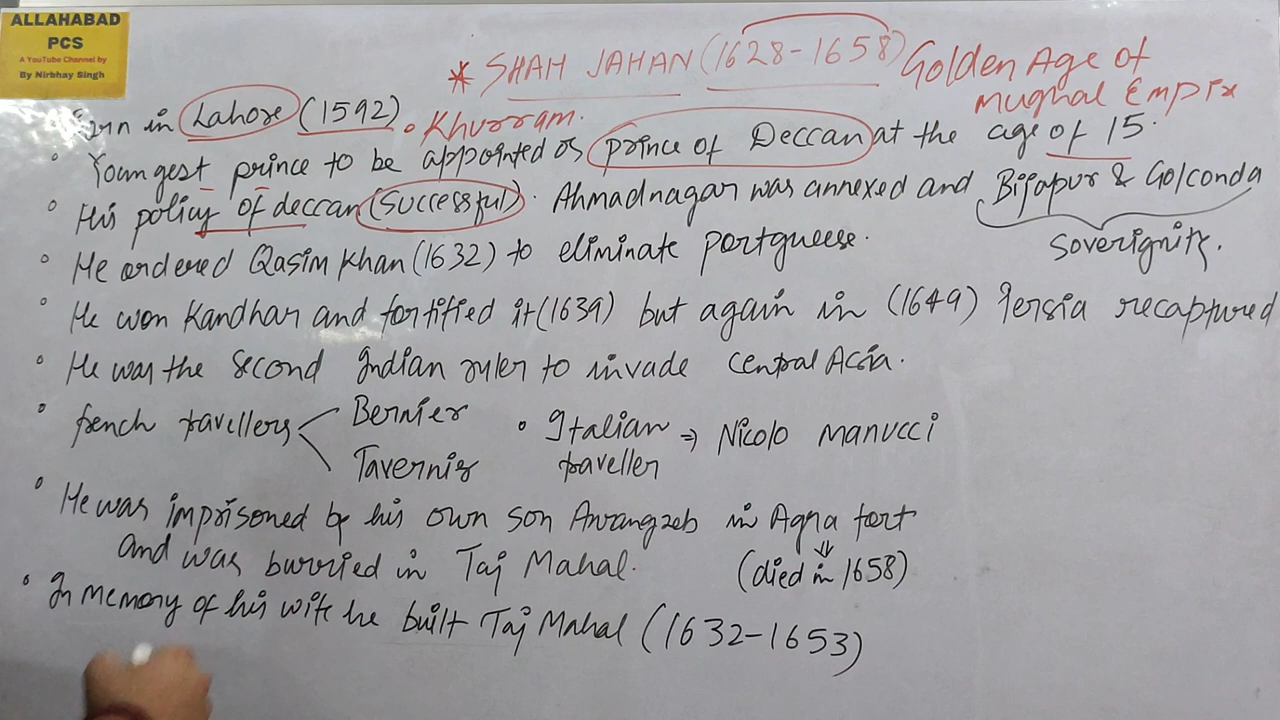 ALLAHABAD
PCS
A YouTube Channel by
By Nirbhay Singh
* SHAH JAHAN (1628-1658) Golden Age of
Mughal Empire
in Lahore (1592) • Khurram.
• Youngest prince to be appointed as prince of Deccan at the age of 15.
• His policy of deccan (successful). Ahmadnagar was annexed and Bijapur & Golconda
soverignity.
• He ordered Qasim Khan (1632) to eliminate portgueese.
• He won Kandhar and fortified it (1639) but again in (1649) Persia recaptured
• He was the second Indian ruler to invade Central Asia.
• french travellers < Bernier
Tavernier
• Italian traveller ⇒ Nicolo Manucci
• He was imprisoned by his own son Aurangzeb in Agra fort
and was burried in Taj Mahal.
⇓
(died in 1658)
• In memory of his wife he built Taj Mahal (1632-1653)